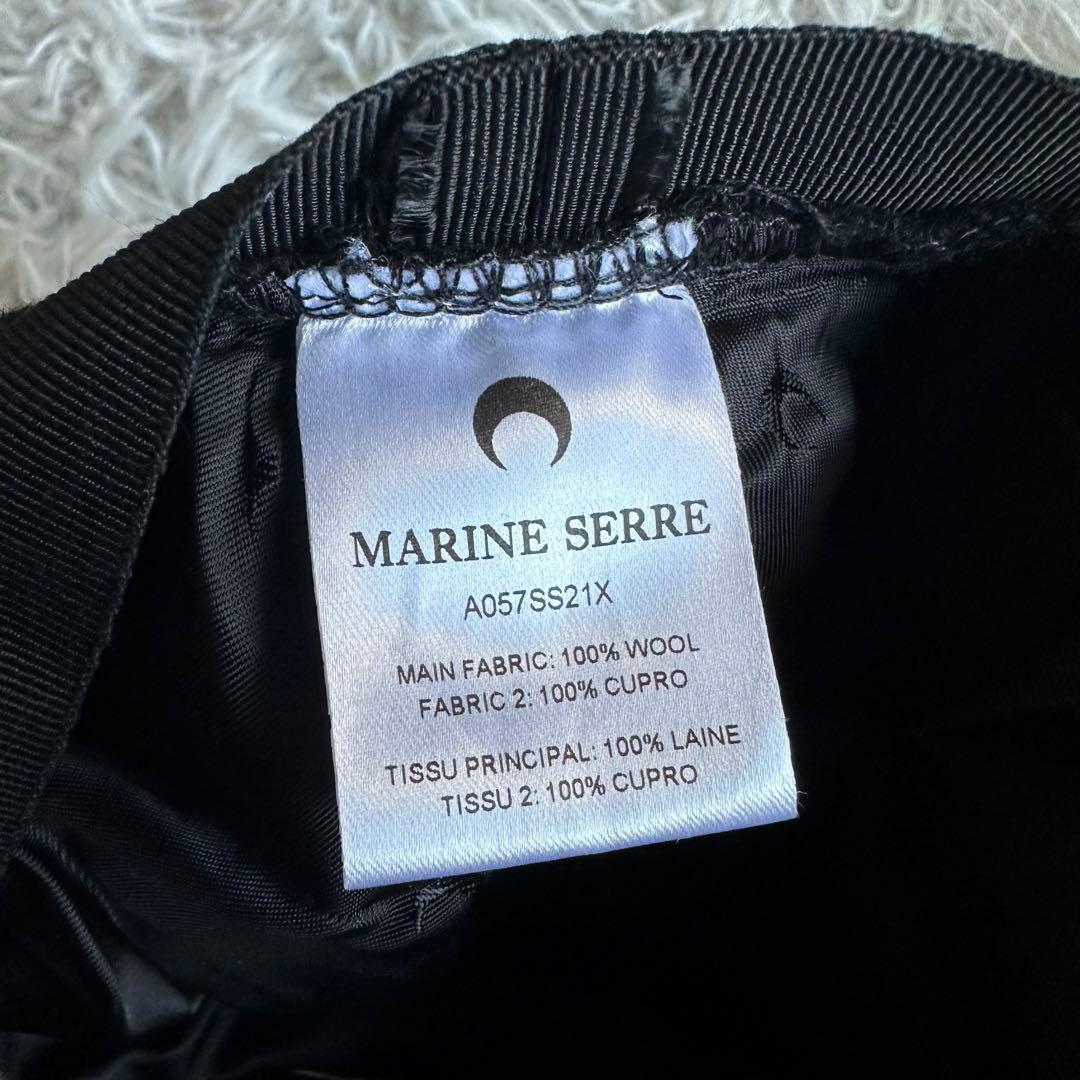 MARINE SERRE
A057SS21X
MAIN FABRIC: 100% WOOL
FABRIC 2: 100% CUPRO
TISSU PRINCIPAL: 100% LAINE
TISSU 2: 100% CUPRO